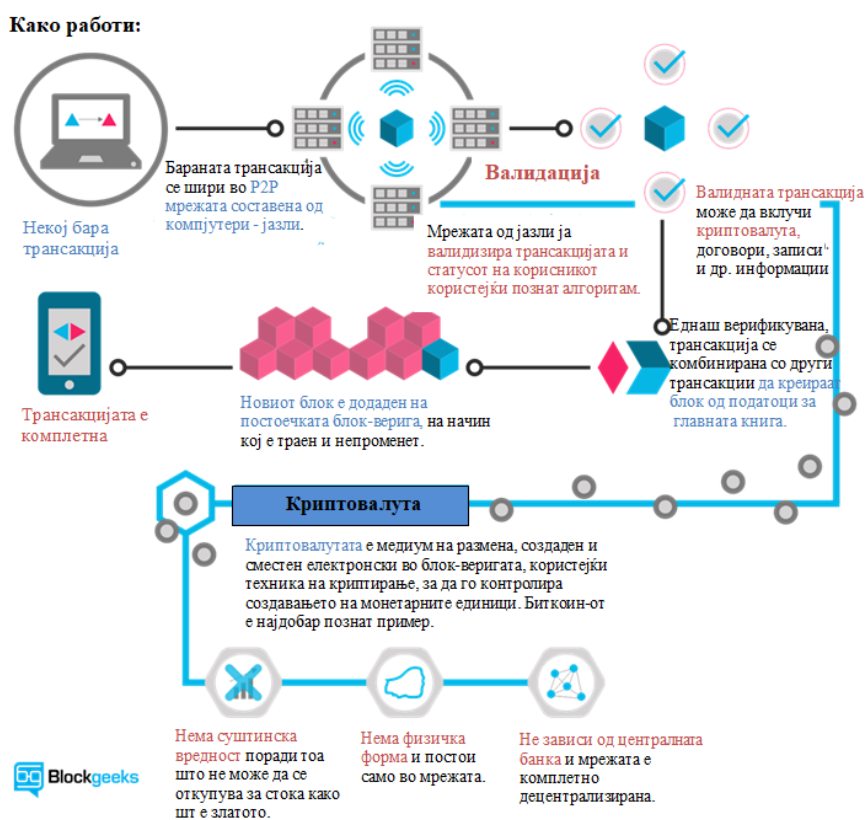 Како работи:
Некој бара
трансакција
Бараната трансакција
се шири во P2P
мрежата составена од
компјутери - јазли.
Валидација
Мрежата од јазли ја
валидизира трансакцијата и
статусот на корисникот
користејќи познат алгоритам.
Валидната трансакција
може да вклучи
криптовалута,
договори, записи
и др. информации
Еднаш верификувана,
трансакција се
комбинирана со други
трансакции да креираат
блок од податоци за
главната книга.
Новиот блок е додаден на
постоечката блок-верига, на начин
кој е траен и непроменет.
Трансакцијата е
комплетна
Криптовалута
Криптовалутата е медиум на размена, создаден и
сместен електронски во блок-веригата, користејќи
техника на криптирање, за да го контролира
создавањето на монетарните единици. Биткоин-от
е најдобар познат пример.
Нема суштинска
вредност поради тоа
што не може да се
откупува за стока како
шт е златото.
Нема физичка
форма и постои
само во мрежата.
Не зависи од централната
банка и мрежата е
комплетно
децентрализирана.
Blockgeeks